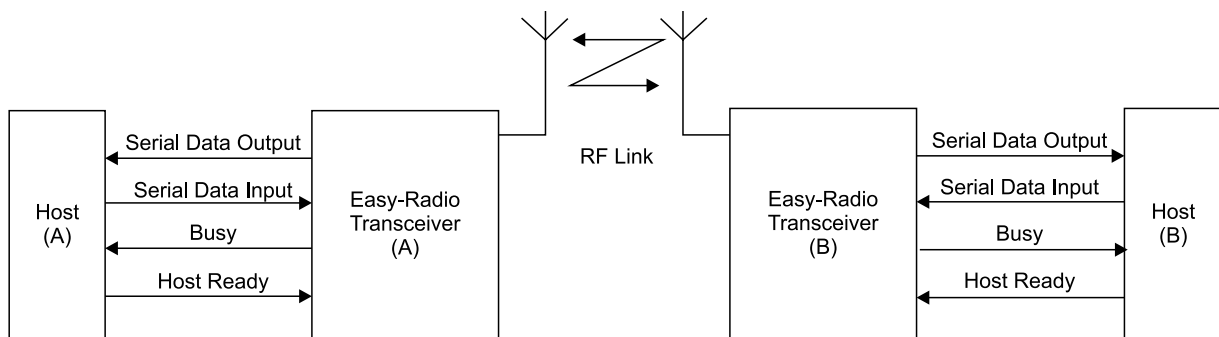 Serial Data Output
Serial Data Input
Busy
Host Ready
Host
(A)
Easy-Radio
Transceiver
(A)
RF Link
Easy-Radio
Transceiver
(B)
Serial Data Output
Serial Data Input
Busy
Host Ready
Host
(B)